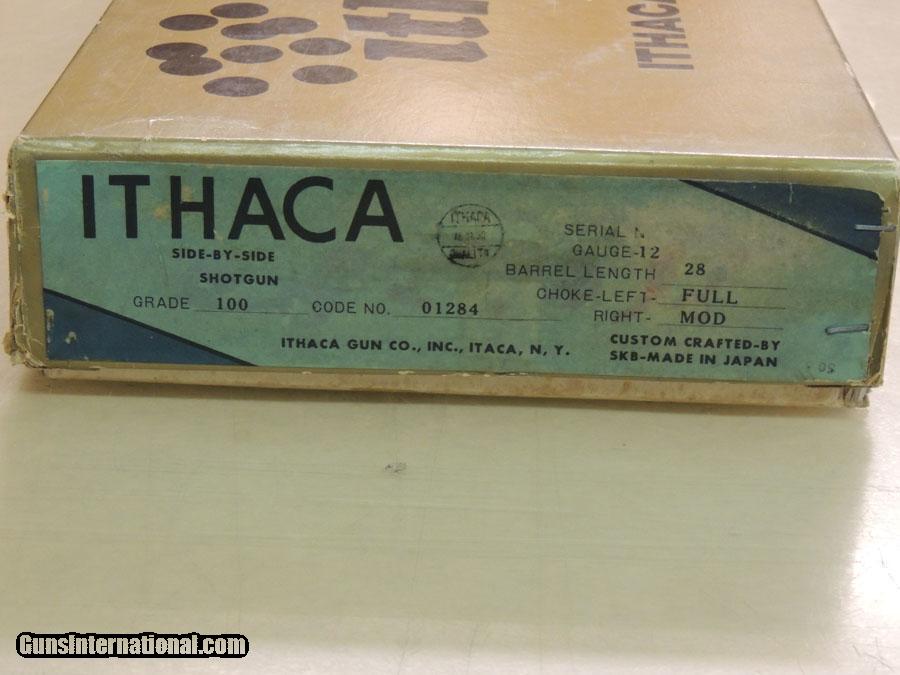 ITHACA
ITHACA
SIDE-BY-SIDE
SHOTGUN
GRADE 100
CODE NO. 01284
SERIAL
GAUGE-12
BARREL LENGTH 28
CHOKE-LEFT- FULL
RIGHT- MOD
ITHACA GUN CO., INC., ITACA, N, Y.
CUSTOM CRAFTED-BY
SKB-MADE IN JAPAN
ITHACA
GunsInternational.com